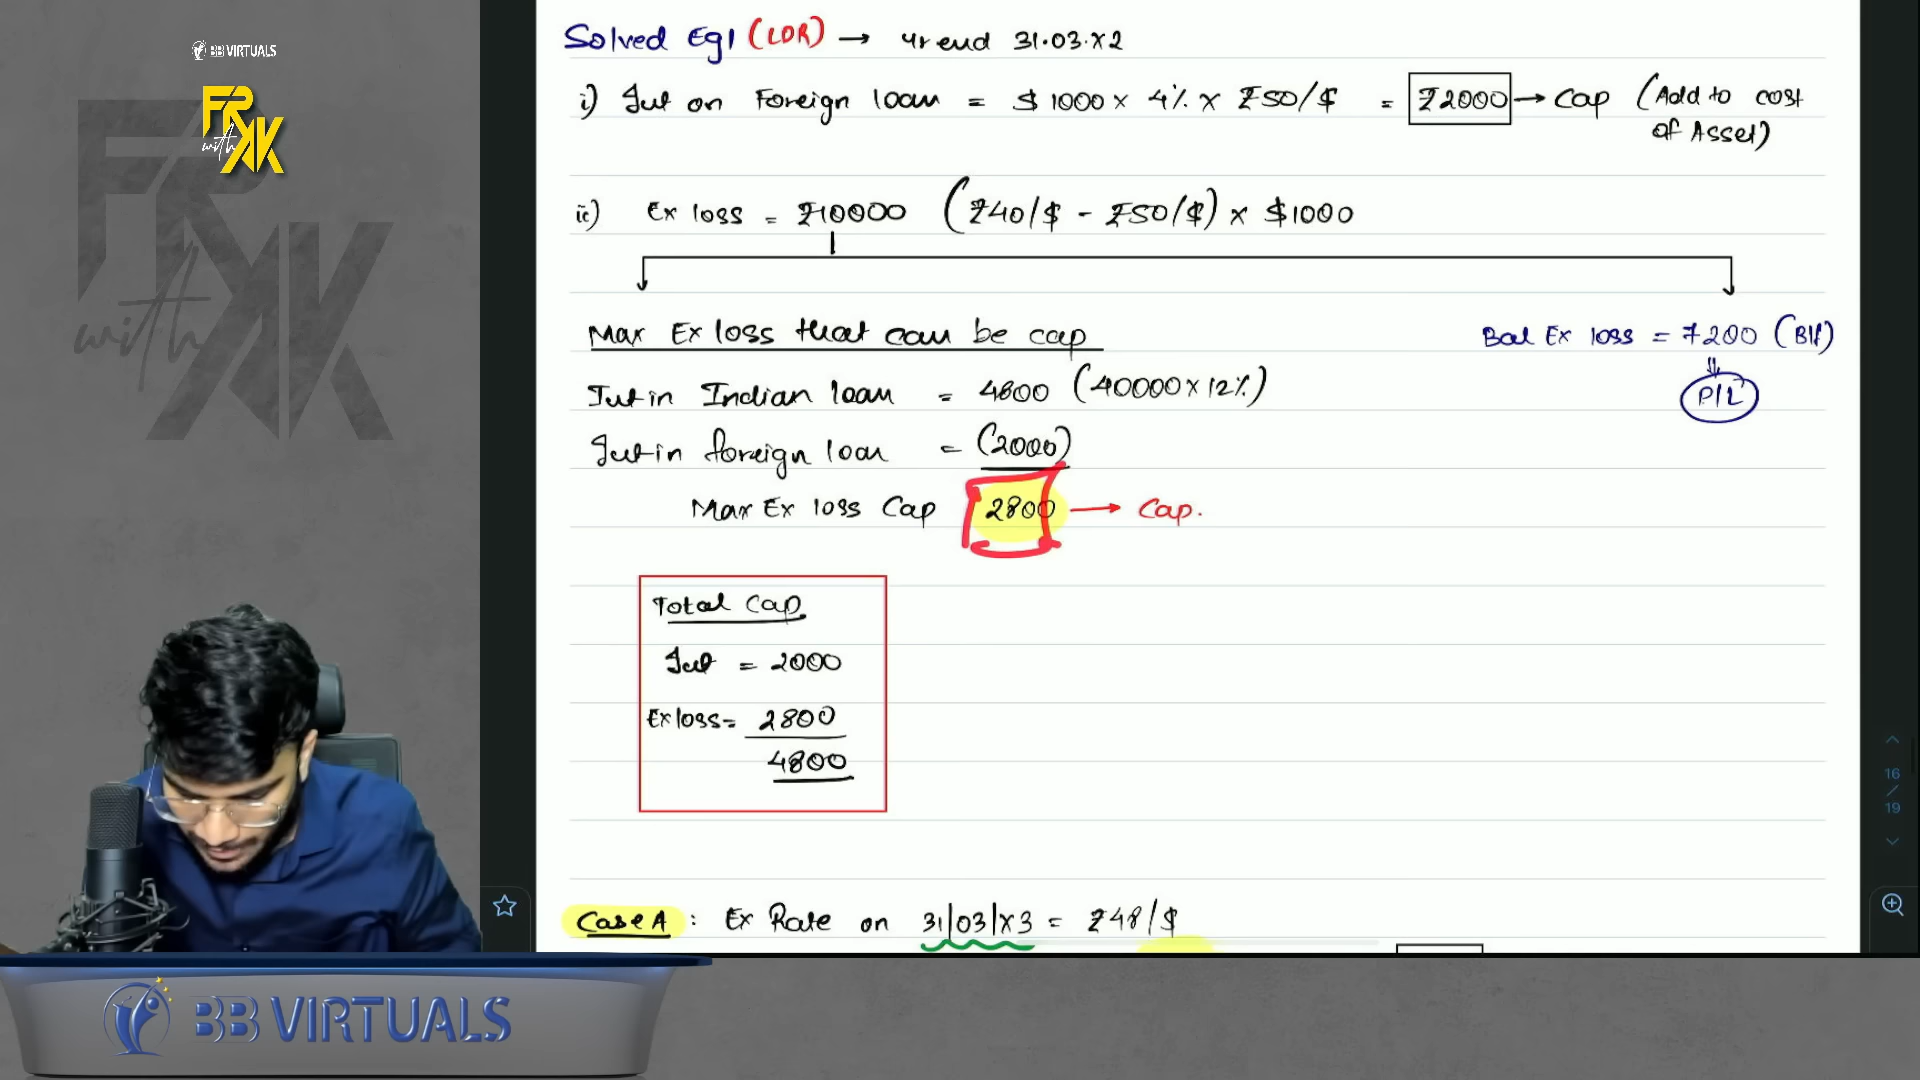 BB VIRTUALS
FR
with
AK
FR
with
AK
Solved Eg1 (LDR) → yr end 31.03.X2
i) Int on Foreign loan = $1000 × 4% × ₹50/$ = ₹2000 → Cap (Add to cost
of Asset)
ii) Ex loss = ₹10000 (₹40/$ - ₹50/$) × $1000
Max Ex loss that can be cap
Bal Ex loss = 7200 (B/f)
P/L
Int in Indian loan = 4800 (40000 × 12%)
Int in foreign loan = (2000)
Max Ex loss Cap 2800 → Cap.
Total Cap
Int = 2000
Ex loss = 2800
4800
16
/
19
Case A : Ex Rate on 31/03/X3 = ₹48/$
BB VIRTUALS